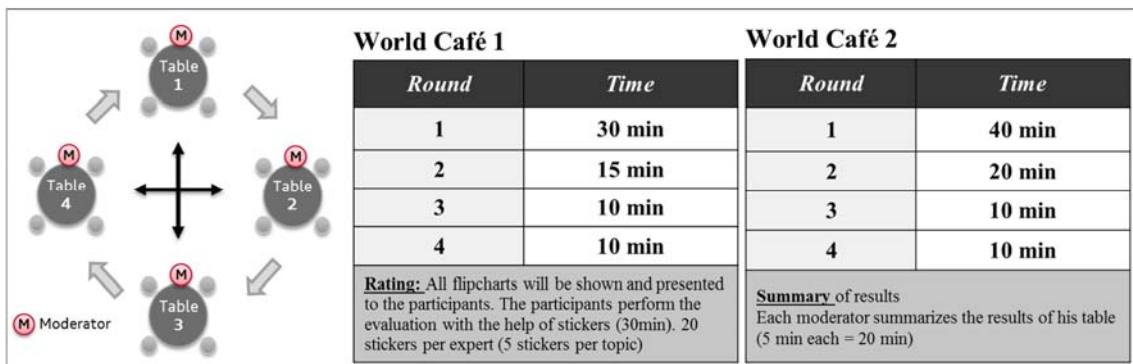 M
Table
1
M
Table
4
M
Table
2
M
Table
3
M Moderator
World Café 1
Round Time
1 30 min
2 15 min
3 10 min
4 10 min
Rating: All flipcharts will be shown and presented
to the participants. The participants perform the
evaluation with the help of stickers (30min). 20
stickers per expert (5 stickers per topic)
World Café 2
Round Time
1 40 min
2 20 min
3 10 min
4 10 min
Summary of results
Each moderator summarizes the results of his table
(5 min each = 20 min)